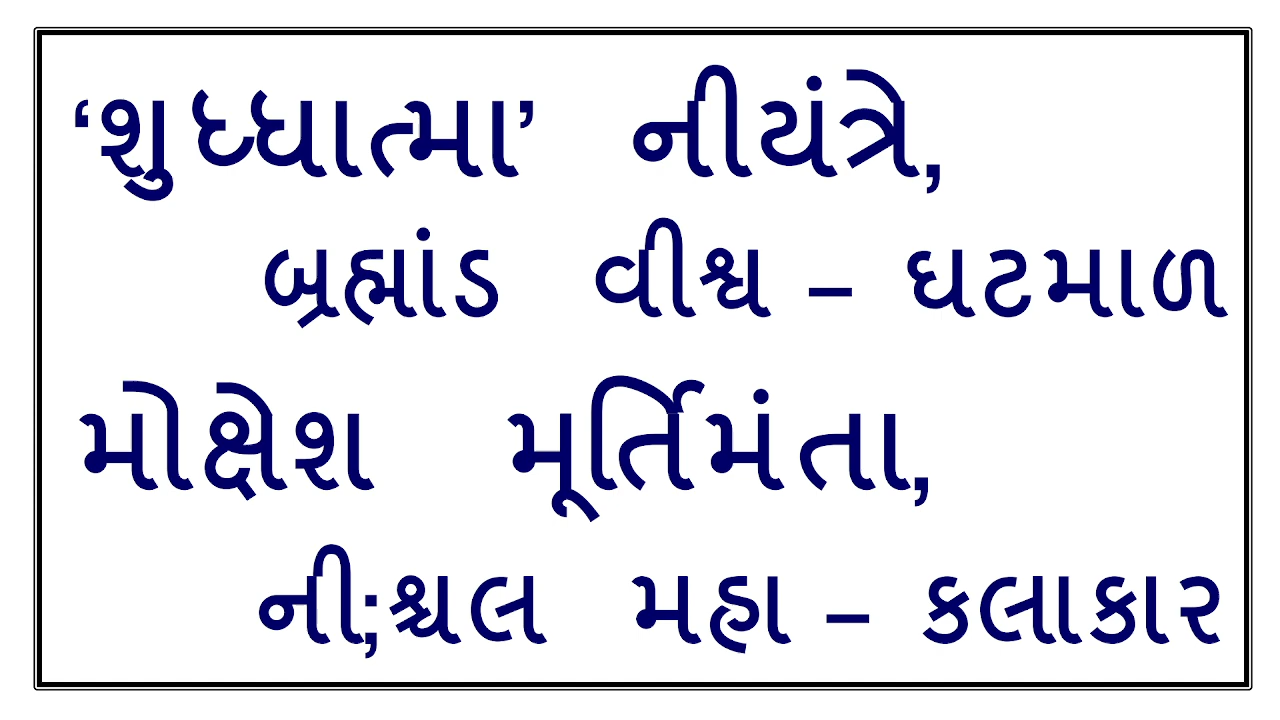 ‘શુધ્ધાત્મા’ નીયંત્રે,
બ્રહ્માંડ વીશ્વ – ઘટમાળ
મોક્ષેશ મૂર્તિમંતા,
ની;શ્ચલ મહા – કલાકાર